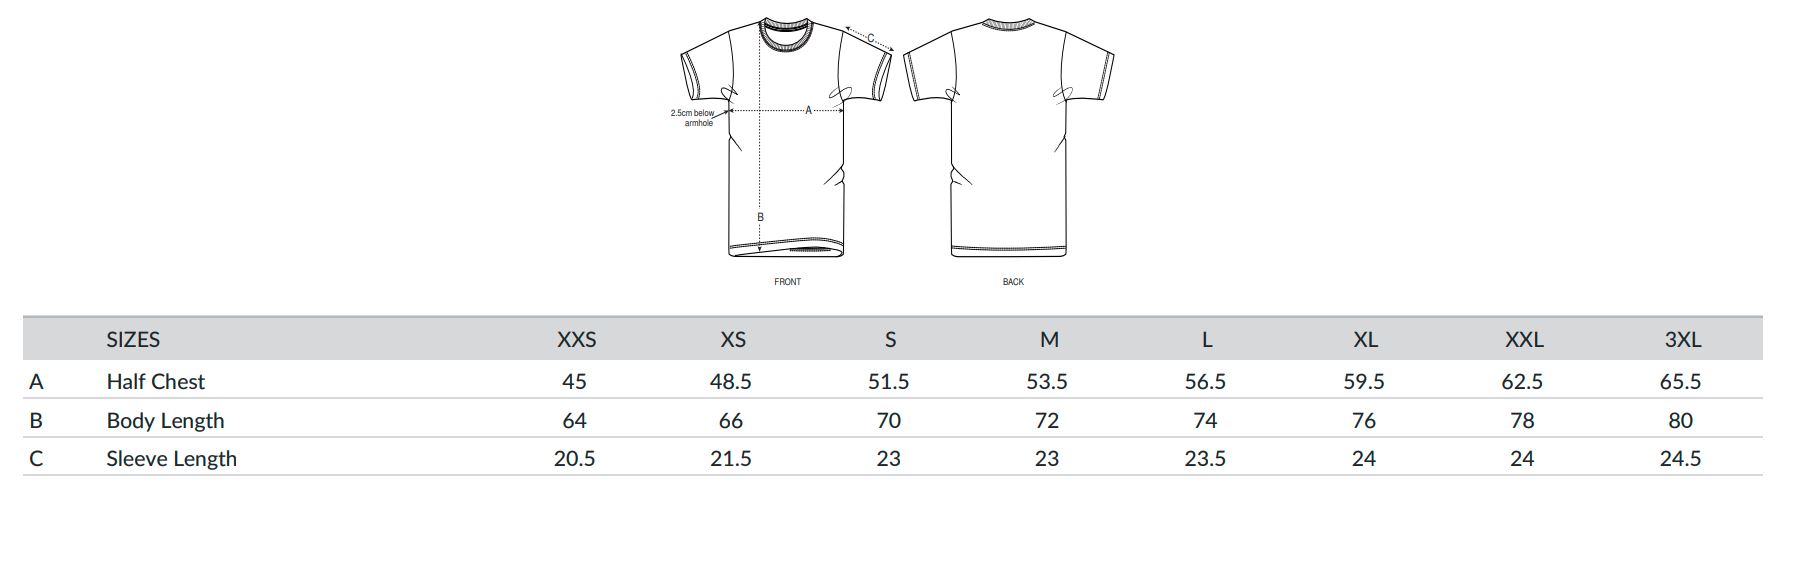 C
A
2.5cm below
armhole
B
FRONT BACK
SIZES XXS XS S M L XL XXL 3XL
A Half Chest 45 48.5 51.5 53.5 56.5 59.5 62.5 65.5
B Body Length 64 66 70 72 74 76 78 80
C Sleeve Length 20.5 21.5 23 23 23.5 24 24 24.5